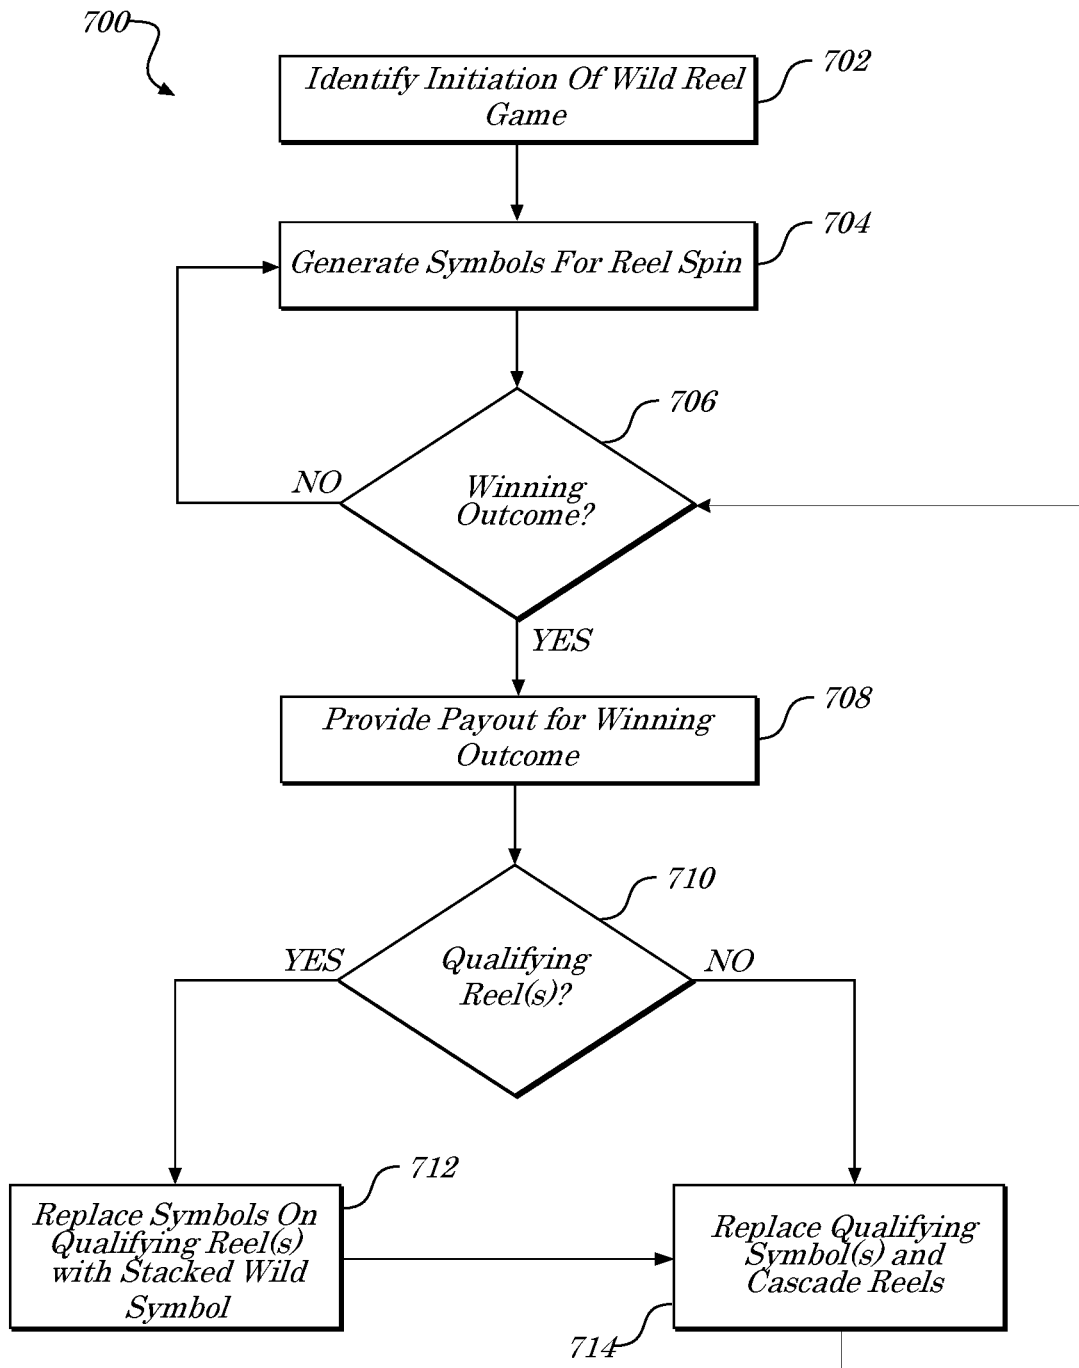 700
702
Identify Initiation Of Wild Reel
Game
704
Generate Symbols For Reel Spin
706
NO
Winning
Outcome?
YES
708
Provide Payout for Winning
Outcome
710
YES
NO
Qualifying
Reel(s)?
712
Replace Symbols On
Qualifying Reel(s)
with Stacked Wild
Symbol
Replace Qualifying
Symbol(s) and
Cascade Reels
714